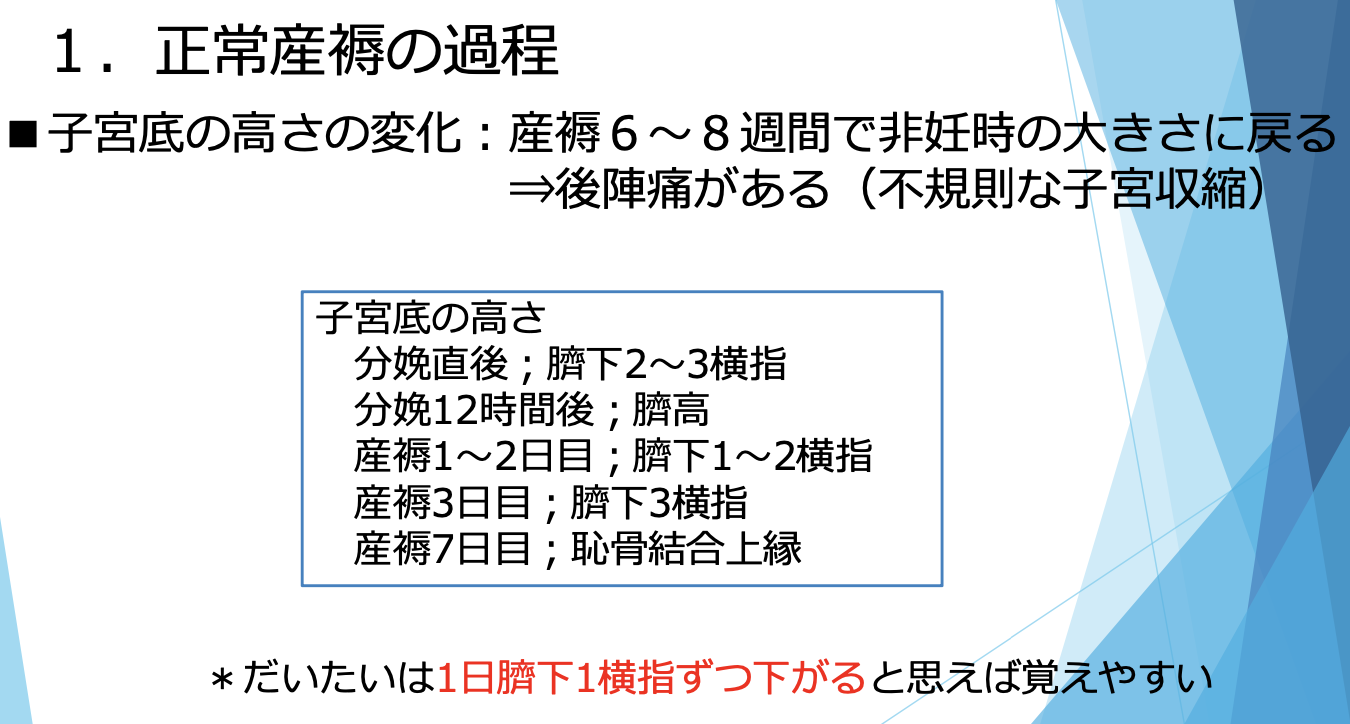 １．正常産褥の過程
■子宮底の高さの変化：産褥６～８週間で非妊時の大きさに戻る
⇒後陣痛がある（不規則な子宮収縮）
子宮底の高さ
分娩直後；臍下2～3横指
分娩12時間後；臍高
産褥1～2日目；臍下1～2横指
産褥3日目；臍下3横指
産褥7日目；恥骨結合上縁
＊だいたいは1日臍下1横指ずつ下がると思えば覚えやすい